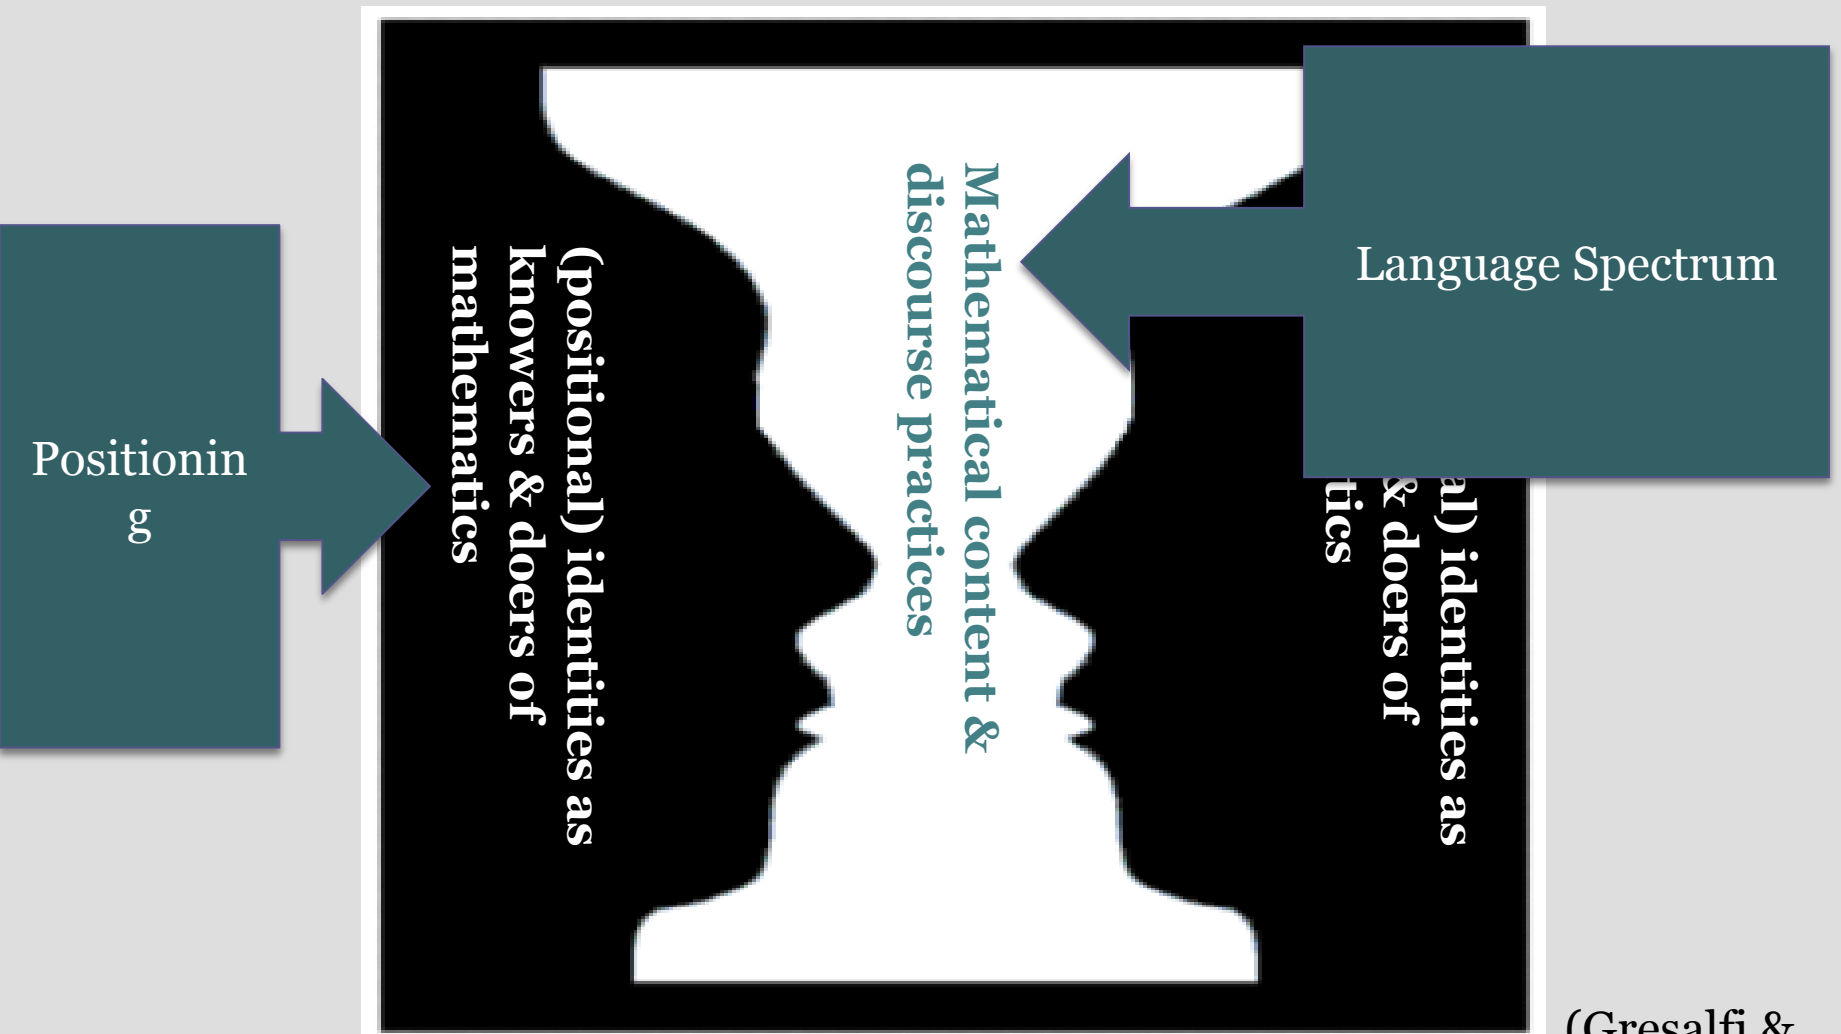 Positionin
g
(positional) identities as
knowers & doers of
mathematics
Mathematical content &
discourse practices
Language Spectrum
al) identities as
& doers of
tics
(Gresalfi &